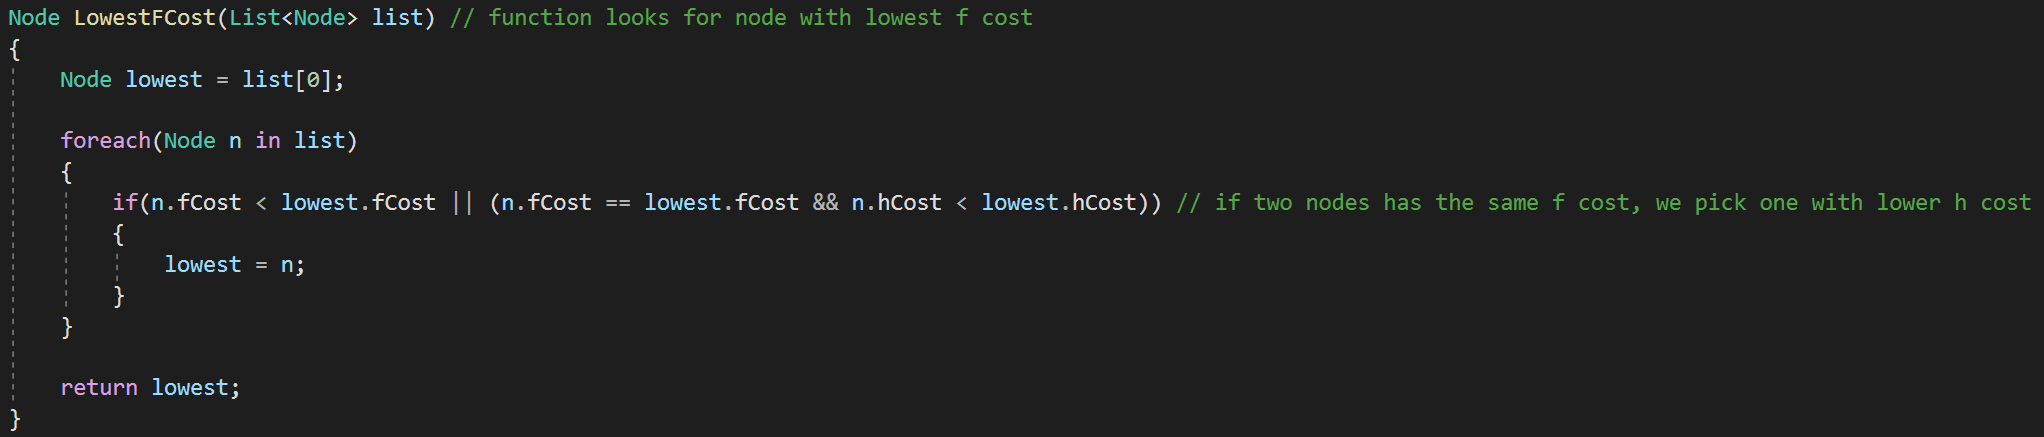 Node LowestFCost(List<Node> list) // function looks for node with lowest f cost
{
    Node lowest = list[0];

    foreach(Node n in list)
    {
        if(n.fCost < lowest.fCost || (n.fCost == lowest.fCost && n.hCost < lowest.hCost)) // if two nodes has the same f cost, we pick one with lower h cost
        {
            lowest = n;
        }
    }

    return lowest;
}